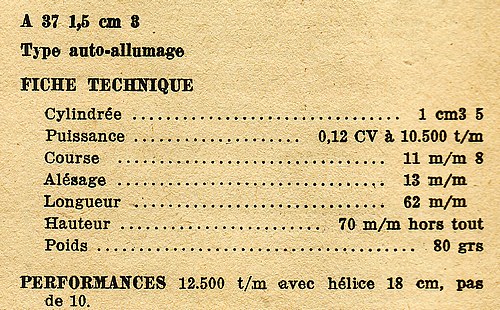 A 37 1,5 cm 3
Type auto-allumage
FICHE TECHNIQUE
Cylindrée ................................ 1 cm3 5
Puissance .................... 0,12 CV à 10.500 t/m
Course ................................ 11 m/m 8
Alésage ................................ 13 m/m
Longueur .............................. 62 m/m
Hauteur ........................ 70 m/m hors tout
Poids ...................................... 80 grs
PERFORMANCES 12.500 t/m avec hélice 18 cm, pas
de 10.